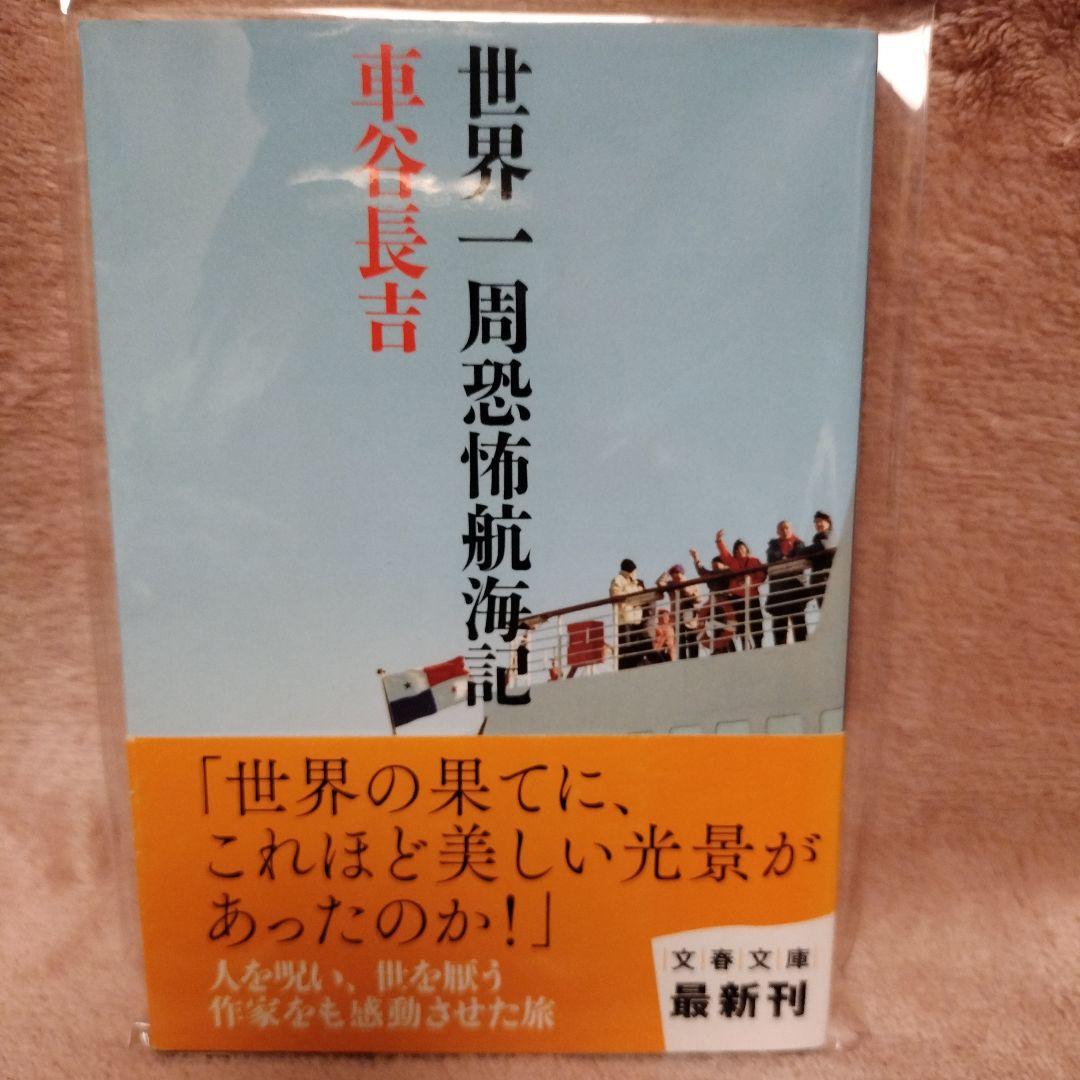 世界一周恐怖航海記
車谷長吉
「世界の果てに、
これほど美しい光景が
あったのか！」
人を呪い、世を厭う
作家をも感動させた旅
文春文庫
最新刊